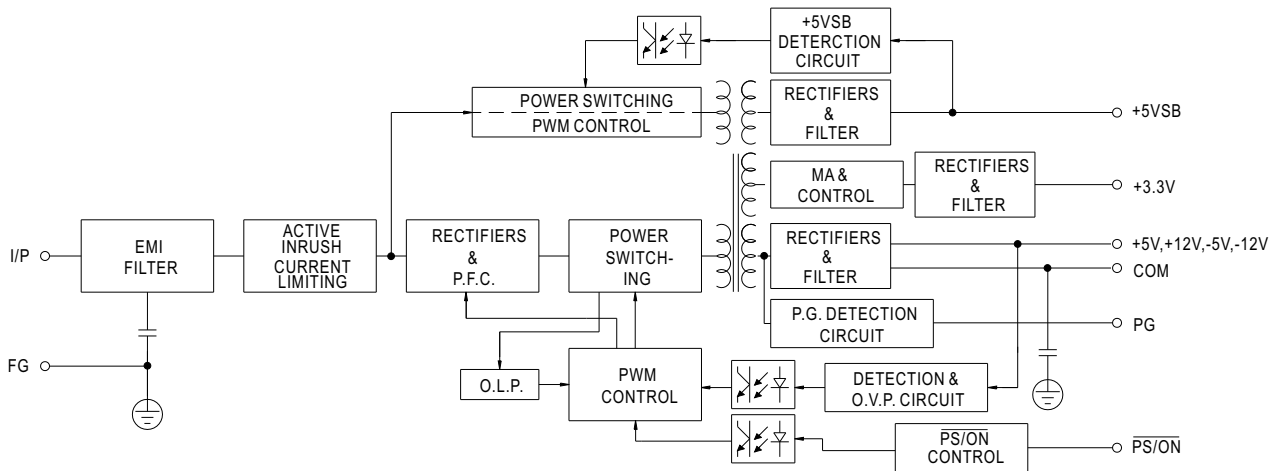 +5VSB
DETERCTION
CIRCUIT
POWER SWITCHING
PWM CONTROL
RECTIFIERS
&
FILTER
+5VSB
MA &
CONTROL
RECTIFIERS
&
FILTER
+3.3V
I/P
EMI
FILTER
ACTIVE
INRUSH
CURRENT
LIMITING
RECTIFIERS
&
P.F.C.
POWER
SWITCH-
ING
RECTIFIERS
&
FILTER
+5V,+12V,-5V,-12V
COM
P.G. DETECTION
CIRCUIT
PG
FG
O.L.P.
PWM
CONTROL
DETECTION &
O.V.P. CIRCUIT
PS/ON
CONTROL
PS/ON